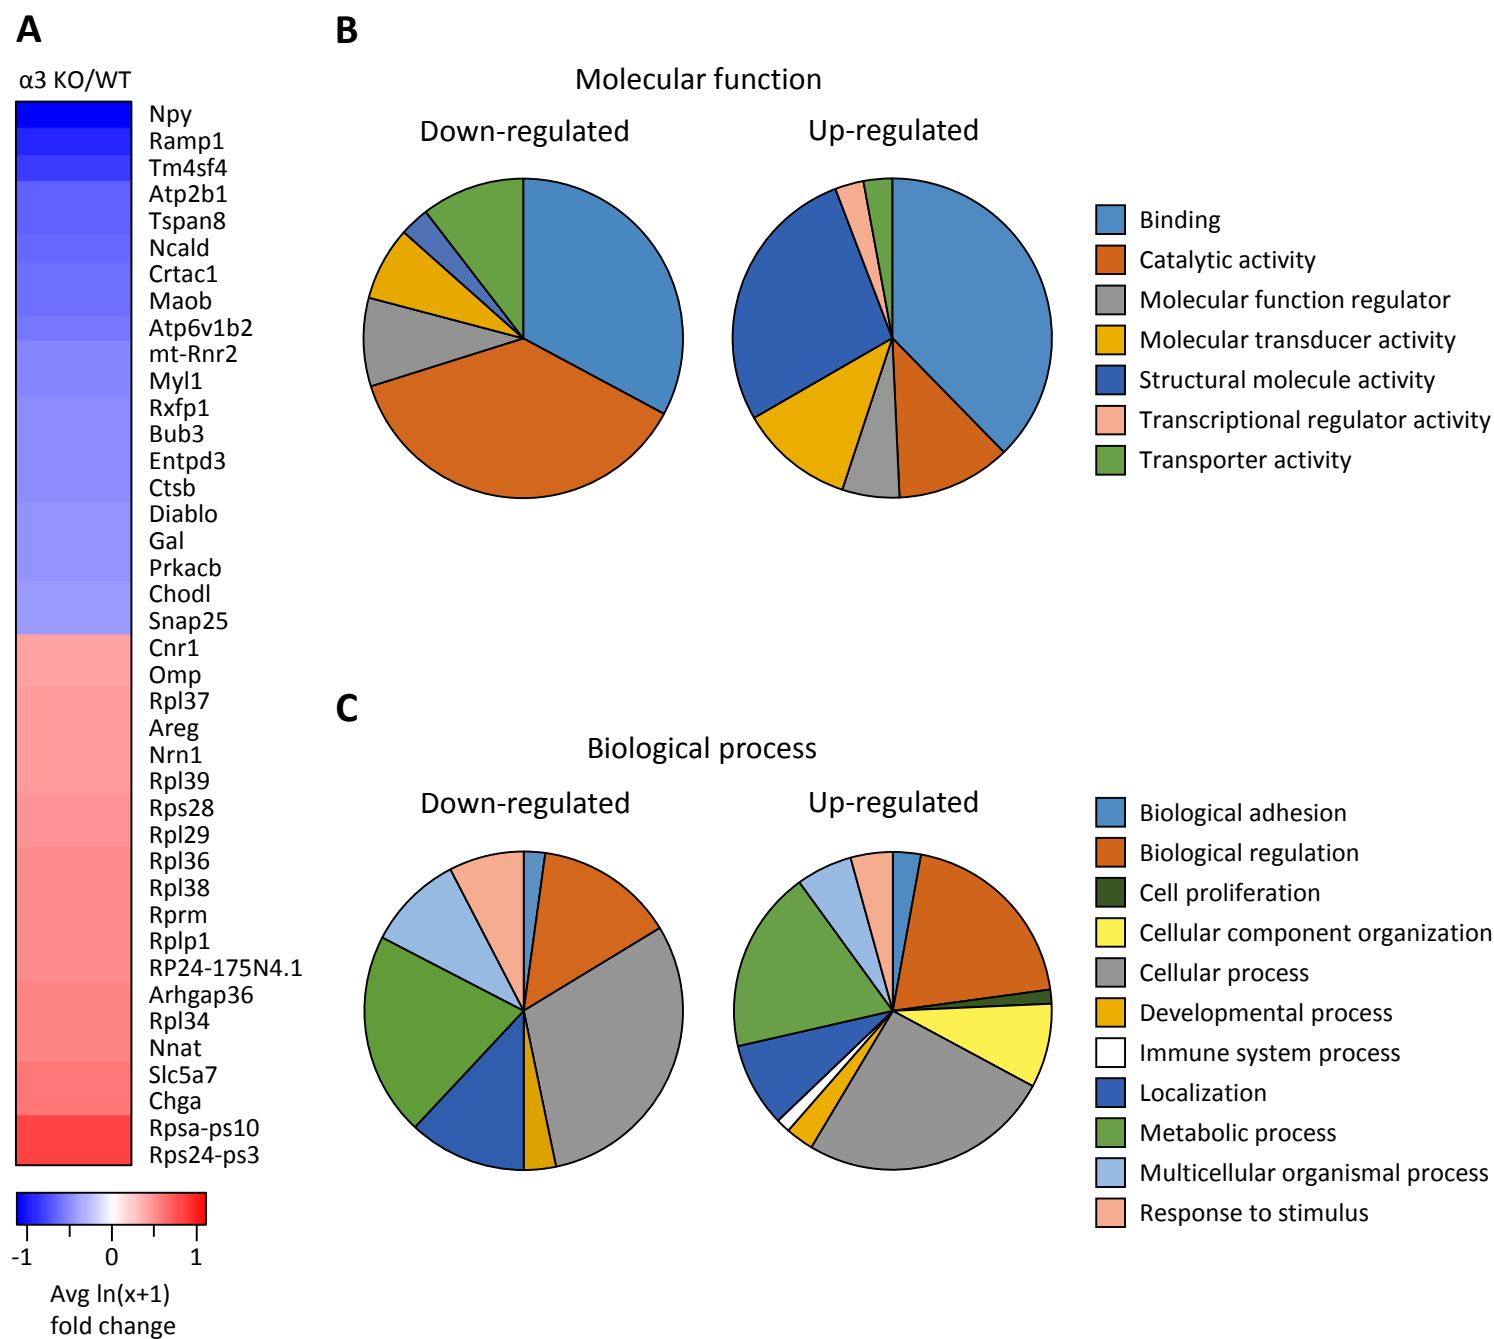 A
α3 KO/WT
Npy
Ramp1
Tm4sf4
Atp2b1
Tspan8
Ncald
Crtac1
Maob
Atp6v1b2
mt-Rnr2
Myl1
Rxfp1
Bub3
Entpd3
Ctsb
Diablo
Gal
Prkacb
Chodl
Snap25
Cnr1
Omp
Rpl37
Areg
Nrn1
Rpl39
Rps28
Rpl29
Rpl36
Rpl38
Rprm
Rplp1
RP24-175N4.1
Arhgap36
Rpl34
Nnat
Slc5a7
Chga
Rpsa-ps10
Rps24-ps3
-1 0 1
Avg ln(x+1)
fold change
B
Molecular function
Down-regulated
Up-regulated
Binding
Catalytic activity
Molecular function regulator
Molecular transducer activity
Structural molecule activity
Transcriptional regulator activity
Transporter activity
C
Biological process
Down-regulated
Up-regulated
Biological adhesion
Biological regulation
Cell proliferation
Cellular component organization
Cellular process
Developmental process
Immune system process
Localization
Metabolic process
Multicellular organismal process
Response to stimulus